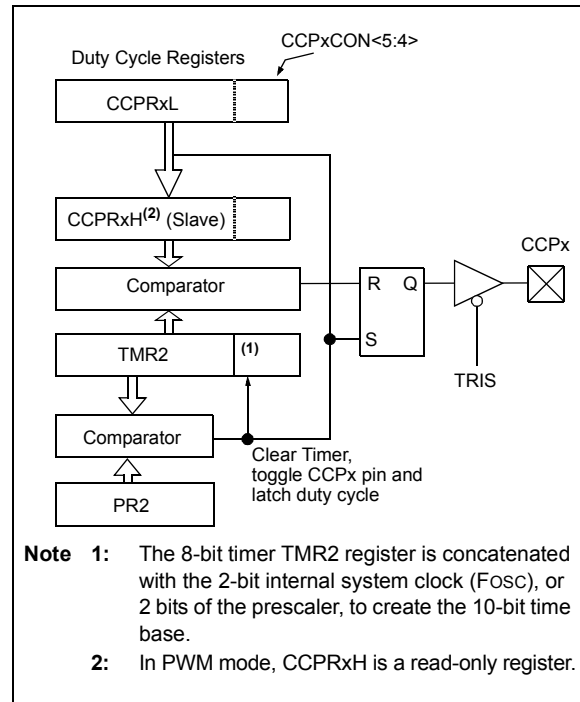 CCPxCON<5:4>
Duty Cycle Registers
CCPRxL
CCPRxH(2) (Slave)
CCPx
Comparator
R Q
TMR2 (1)
S
TRIS
Comparator
Clear Timer,
toggle CCPx pin and
latch duty cycle
PR2
Note 1: The 8-bit timer TMR2 register is concatenated
with the 2-bit internal system clock (FOSC), or
2 bits of the prescaler, to create the 10-bit time
base.
2: In PWM mode, CCPRxH is a read-only register.